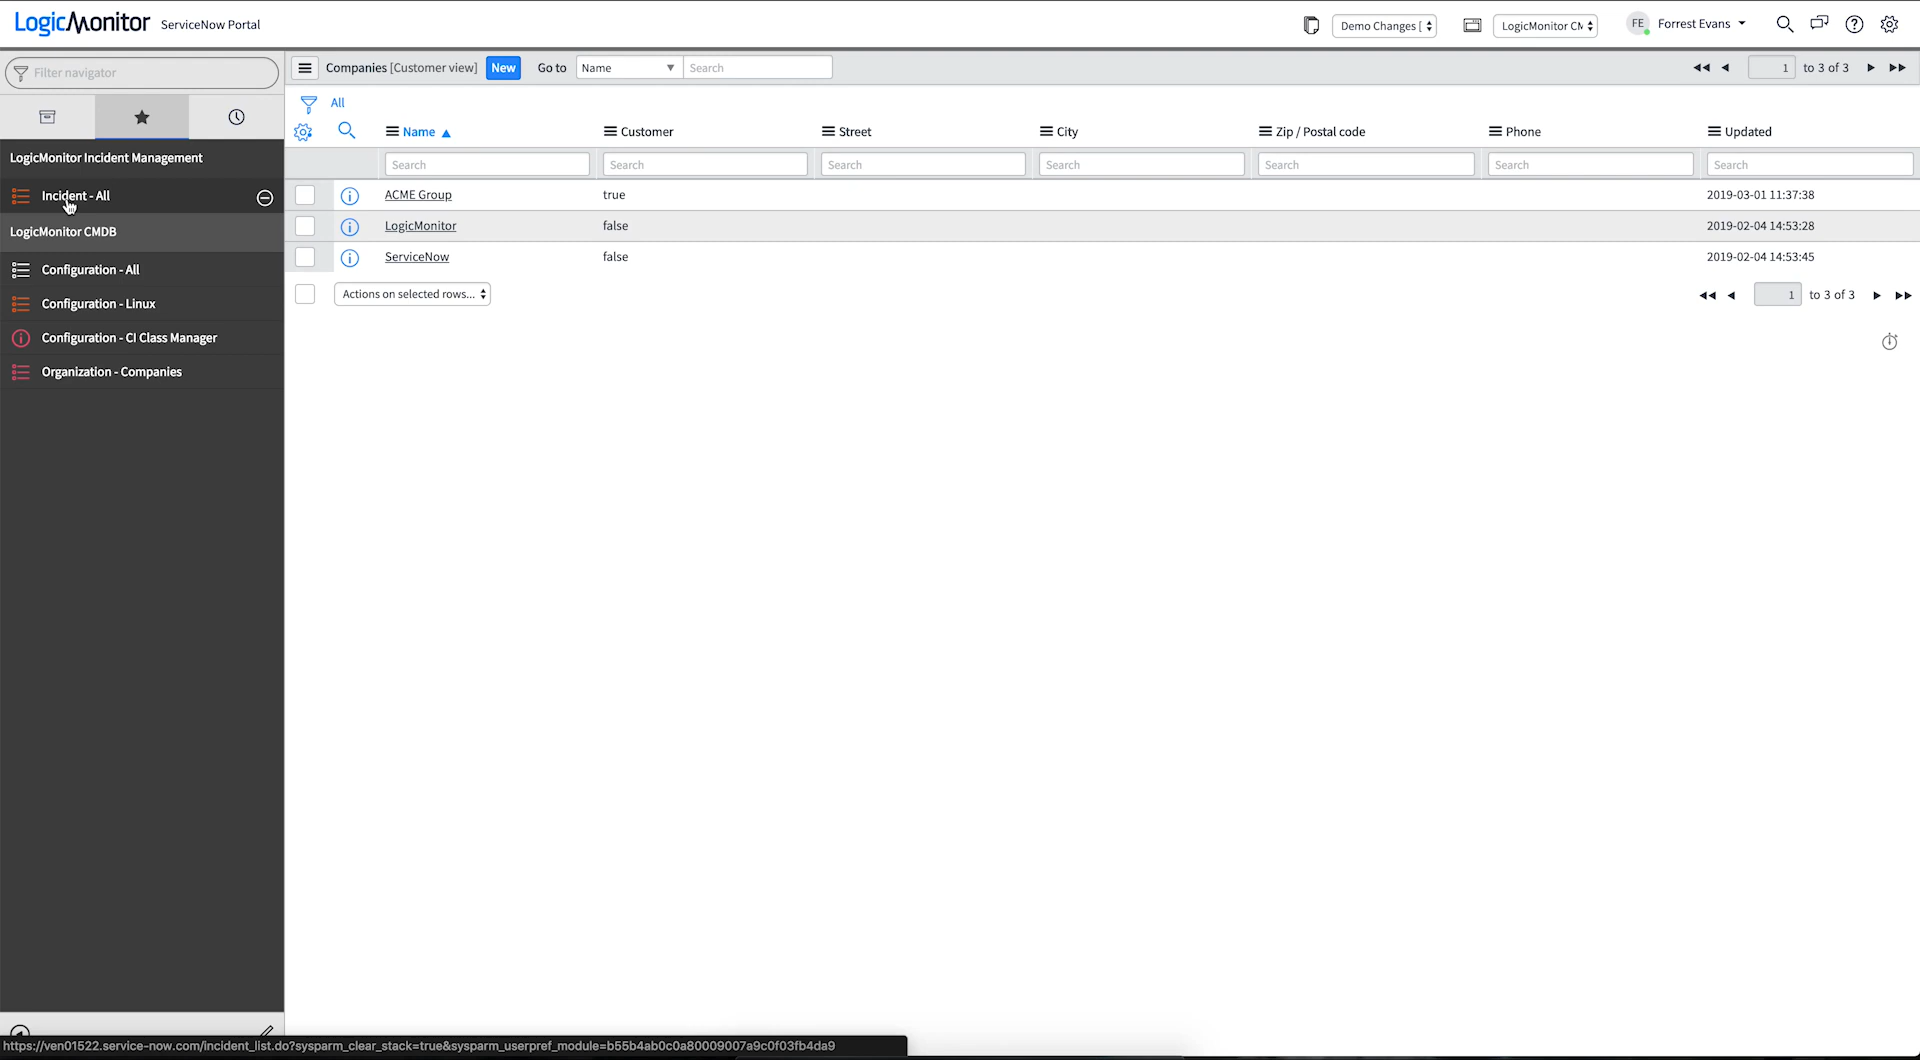 LogicMonitor ServiceNow Portal
Demo Changes [
LogicMonitor CM
FE Forrest Evans
Filter navigator
Companies [Customer view] New Go to Name Search
1 to 3 of 3
All
Name Customer Street City Zip / Postal code Phone Updated
Search Search Search Search Search Search Search
LogicMonitor Incident Management
Incident - All
LogicMonitor CMDB
Configuration - All
Configuration - Linux
Configuration - CI Class Manager
Organization - Companies
ACME Group true 2019-03-01 11:37:38
LogicMonitor false 2019-02-04 14:53:28
ServiceNow false 2019-02-04 14:53:45
Actions on selected rows...
1 to 3 of 3
https://ven01522.service-now.com/incident_list.do?sysparm_clear_stack=true&sysparm_userpref_module=b55b4ab0c0a80009007a9c0f03fb4da9